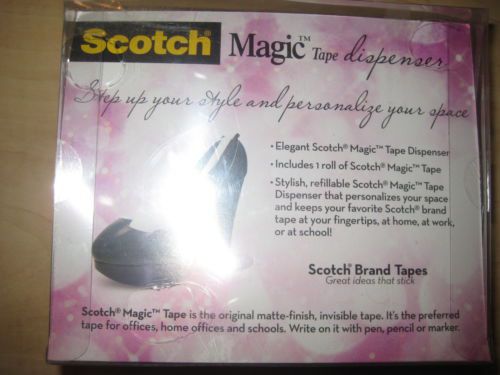 Scotch® Magic™ Tape dispenser
Step up your style and personalize your space
• Elegant Scotch® Magic™ Tape Dispenser
• Includes 1 roll of Scotch® Magic™ Tape
• Stylish, refillable Scotch® Magic™ Tape
Dispenser that personalizes your space
and keeps your favorite Scotch® brand
tape at your fingertips, at home, at work,
or at school!
Scotch® Brand Tapes
Great ideas that stick
Scotch® Magic™ Tape is the original matte-finish, invisible tape. It's the preferred
tape for offices, home offices and schools. Write on it with pen, pencil or marker.